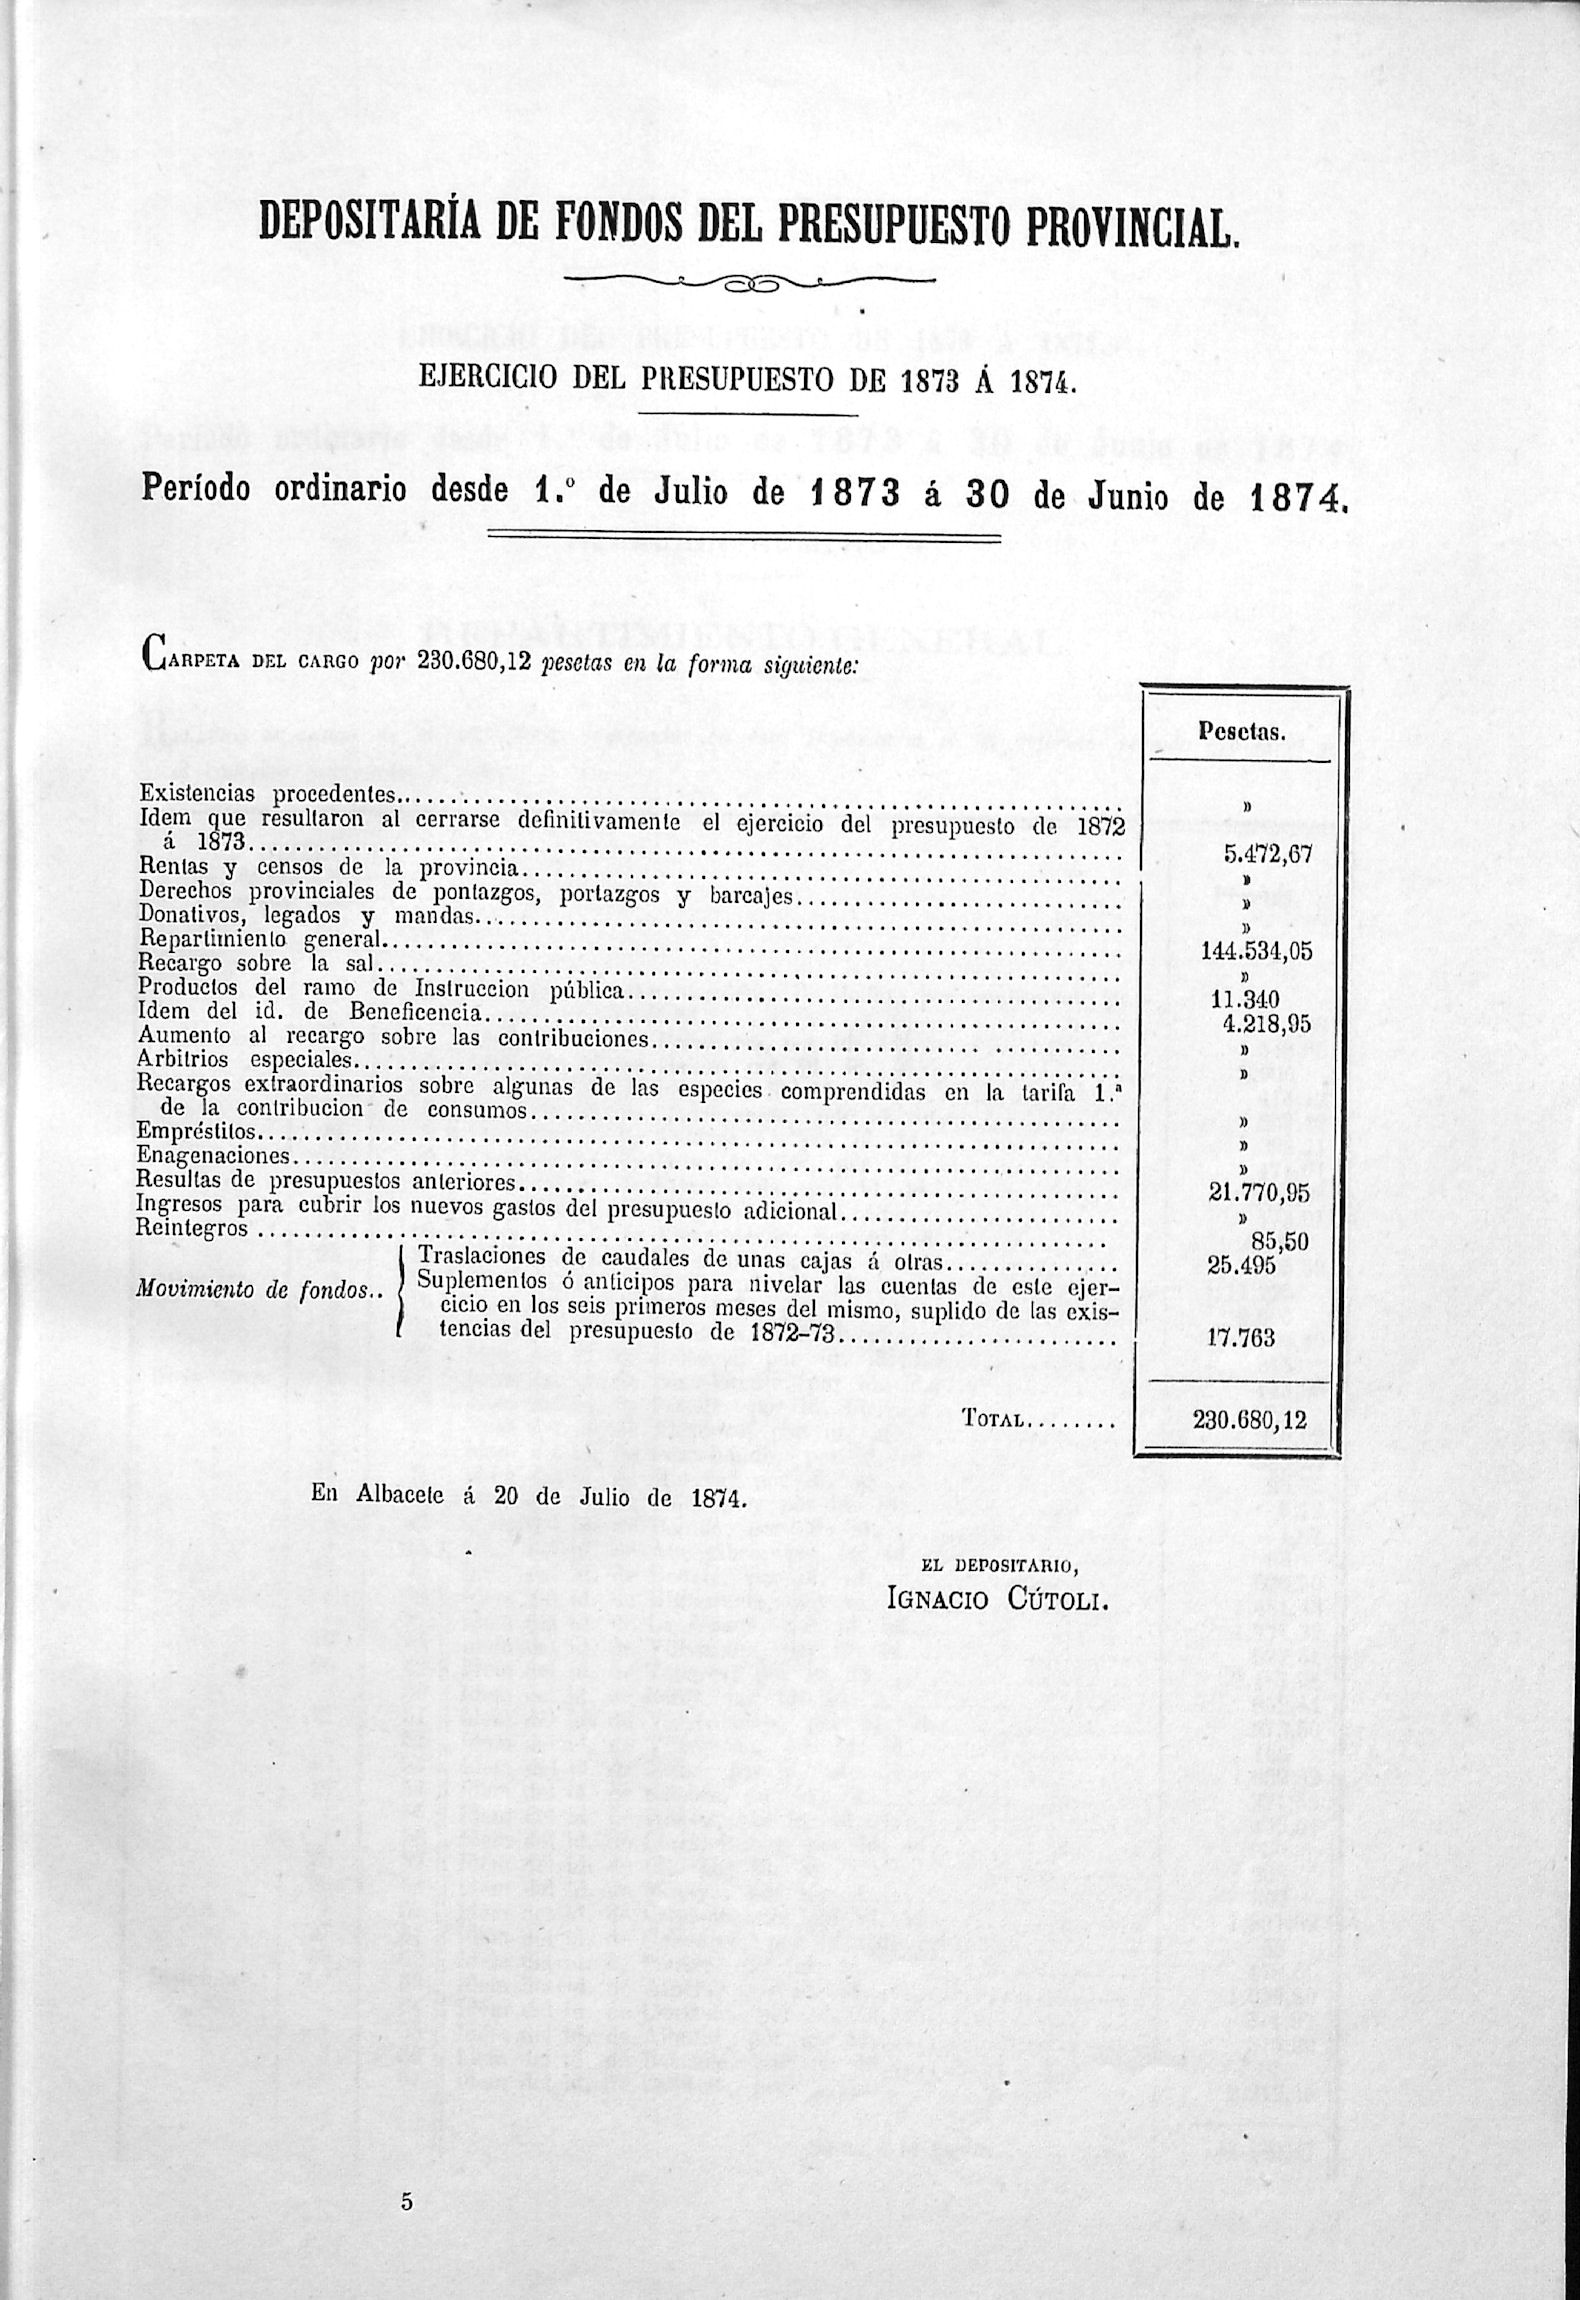 DEPOSITARÍA DE FONDOS DEL PRESUPUESTO PROVINCIAL.
EJERCICIO DEL PRESUPUESTO DE 1873 Á 1874.
Período ordinario desde 1.º de Julio de 1873 á 30 de Junio de 1874.
CARPETA DEL CARGO por 230.680,12 pesetas en la forma siguiente:
Pesetas.
Existencias procedentes.......... »
Idem que resultaron al cerrarse definitivamente el ejercicio del presupuesto de 1872
á 1873.......... 5.472,67
Rentas y censos de la provincia.......... »
Derechos provinciales de pontazgos, portazgos y barcajes.......... »
Donativos, legados y mandas.......... »
Repartimiento general.......... 144.534,05
Recargo sobre la sal.......... »
Productos del ramo de Instruccion pública.......... 11.340
Idem del id. de Beneficencia.......... 4.218,95
Aumento al recargo sobre las contribuciones.......... »
Arbitrios especiales.......... »
Recargos extraordinarios sobre algunas de las especies comprendidas en la tarifa 1.ª
de la contribucion de consumos.......... »
Empréstitos.......... »
Enagenaciones.......... »
Resultas de presupuestos anteriores.......... 21.770,95
Ingresos para cubrir los nuevos gastos del presupuesto adicional.......... »
Reintegros.......... 85,50
Movimiento de fondos..
Traslaciones de caudales de unas cajas á otras.......... 25.495
Suplementos ó anticipos para nivelar las cuentas de este ejer-
cicio en los seis primeros meses del mismo, suplido de las exis-
tencias del presupuesto de 1872-73.......... 17.763
TOTAL........ 230.680,12
En Albacete á 20 de Julio de 1874.
EL DEPOSITARIO,
IGNACIO CÚTOLI.
5